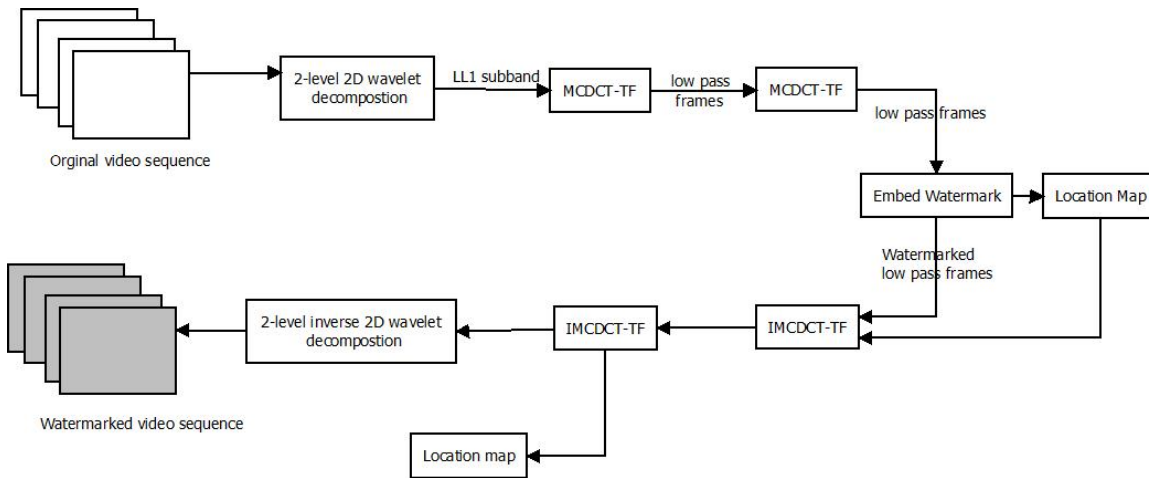 2-level 2D wavelet
decompostion
LL1 subband
MCDCT-TF
low pass
frames
MCDCT-TF
low pass frames
Orginal video sequence
Embed Watermark
Location Map
Watermarked
low pass frames
2-level inverse 2D wavelet
decompostion
IMCDCT-TF
IMCDCT-TF
Watermarked video sequence
Location map